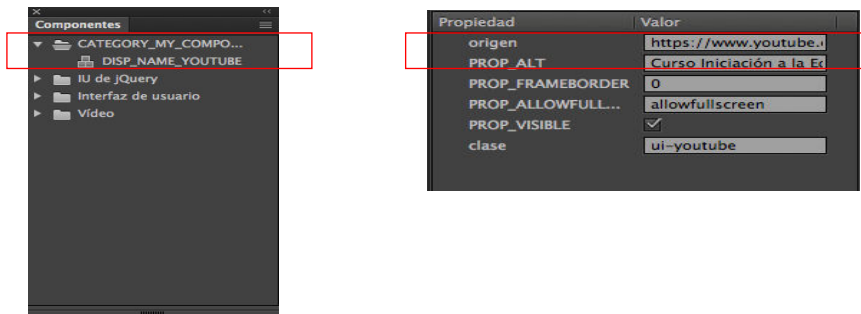 Componentes
CATEGORY_MY_COMPO...
DISP_NAME_YOUTUBE
IU de jQuery
Interfaz de usuario
Vídeo
Propiedad Valor
origen https://www.youtube.
PROP_ALT Curso Iniciación a la Ec
PROP_FRAMEBORDER 0
PROP_ALLOWFULL... allowfullscreen
PROP_VISIBLE
clase ui-youtube